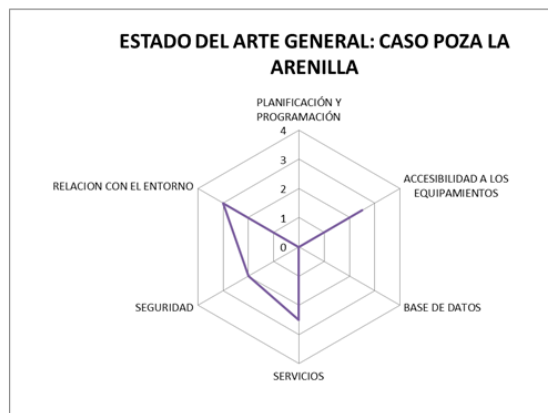 ESTADO DEL ARTE GENERAL: CASO POZA LA
ARENILLA
PLANIFICACIÓN Y
PROGRAMACIÓN
4
3
2
1
0
ACCESIBILIDAD A LOS
EQUIPAMIENTOS
RELACION CON EL ENTORNO
SEGURIDAD
BASE DE DATOS
SERVICIOS